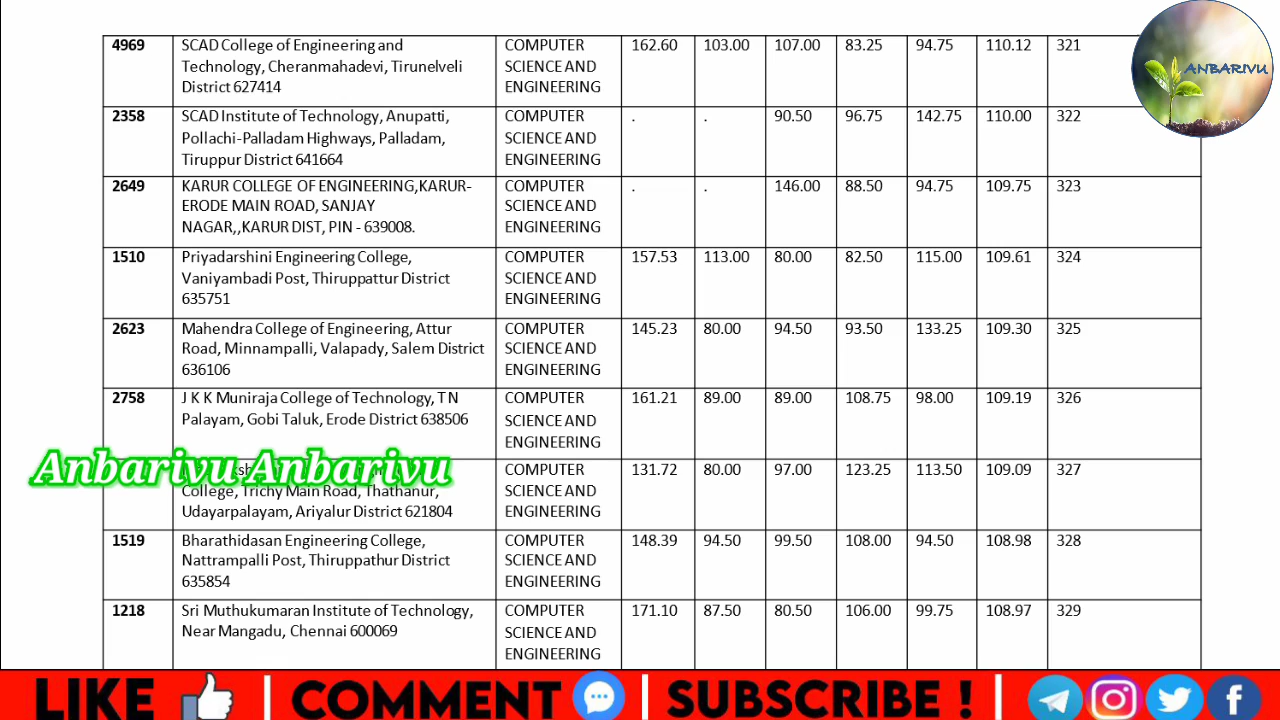 4969 SCAD College of Engineering and COMPUTER 162.60 103.00 107.00 83.25 94.75 110.12 321
Technology, Cheranmahadevi, Tirunelveli SCIENCE AND
District 627414 ENGINEERING
ANBARIVU
2358 SCAD Institute of Technology, Anupatti, COMPUTER . . 90.50 96.75 142.75 110.00 322
Pollachi-Palladam Highways, Palladam, SCIENCE AND
Tiruppur District 641664 ENGINEERING
2649 KARUR COLLEGE OF ENGINEERING,KARUR- COMPUTER . . 146.00 88.50 94.75 109.75 323
ERODE MAIN ROAD, SANJAY SCIENCE AND
NAGAR,,KARUR DIST, PIN - 639008. ENGINEERING
1510 Priyadarshini Engineering College, COMPUTER 157.53 113.00 80.00 82.50 115.00 109.61 324
Vaniyambadi Post, Thiruppattur District SCIENCE AND
635751 ENGINEERING
2623 Mahendra College of Engineering, Attur COMPUTER 145.23 80.00 94.50 93.50 133.25 109.30 325
Road, Minnampalli, Valapady, Salem District SCIENCE AND
636106 ENGINEERING
2758 J K K Muniraja College of Technology, T N COMPUTER 161.21 89.00 89.00 108.75 98.00 109.19 326
Palayam, Gobi Taluk, Erode District 638506 SCIENCE AND
ENGINEERING
Anbarivu Anbarivu
COMPUTER 131.72 80.00 97.00 123.25 113.50 109.09 327
College, Trichy Main Road, Thathanur, SCIENCE AND
Udayarpalayam, Ariyalur District 621804 ENGINEERING
1519 Bharathidasan Engineering College, COMPUTER 148.39 94.50 99.50 108.00 94.50 108.98 328
Nattrampalli Post, Thiruppathur District SCIENCE AND
635854 ENGINEERING
1218 Sri Muthukumaran Institute of Technology, COMPUTER 171.10 87.50 80.50 106.00 99.75 108.97 329
Near Mangadu, Chennai 600069 SCIENCE AND
ENGINEERING
LIKE | COMMENT | SUBSCRIBE ! |